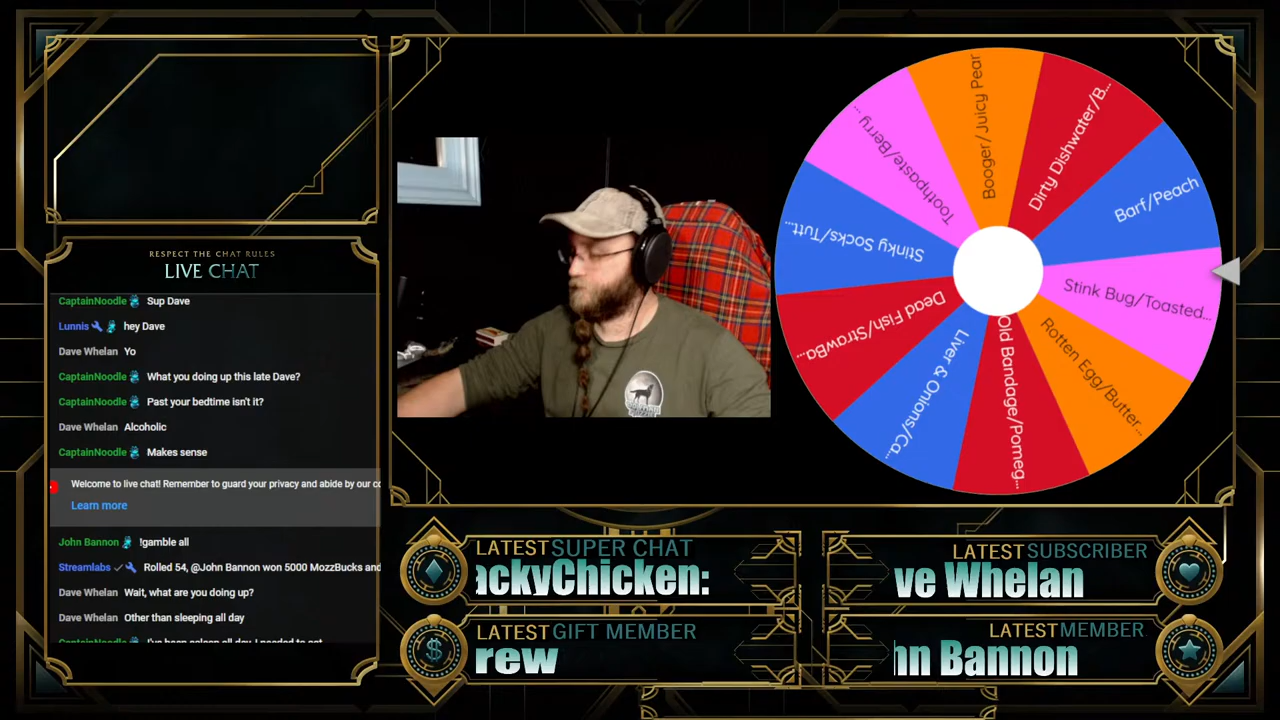 RESPECT THE CHAT RULES
LIVE CHAT
CaptainNoodle Sup Dave
Lunnis hey Dave
Dave Whelan Yo
CaptainNoodle What you doing up this late Dave?
CaptainNoodle Past your bedtime isn't it?
Dave Whelan Alcoholic
CaptainNoodle Makes sense
Welcome to live chat! Remember to guard your privacy and abide by our co
Learn more
John Bannon !gamble all
Streamlabs Rolled 54, @John Bannon won 5000 MozzBucks and
Dave Whelan Wait, what are you doing up?
Dave Whelan Other than sleeping all day
CaptainNoodle
Booger/Juicy Pear
Dirty Dishwater/B...
Barf/Peach
Stink Bug/Toasted...
Rotten Egg/Butter...
Old Bandage/Pomeg...
Liver & Onions/Ca...
Dead Fish/StrawBa...
Stinky Socks/Tutt...
Toothpaste/Berry ...
LATEST SUPER CHAT
ackyChicken:
LATEST SUBSCRIBER
ve Whelan
LATEST GIFT MEMBER
rew
LATEST MEMBER
nn Bannon